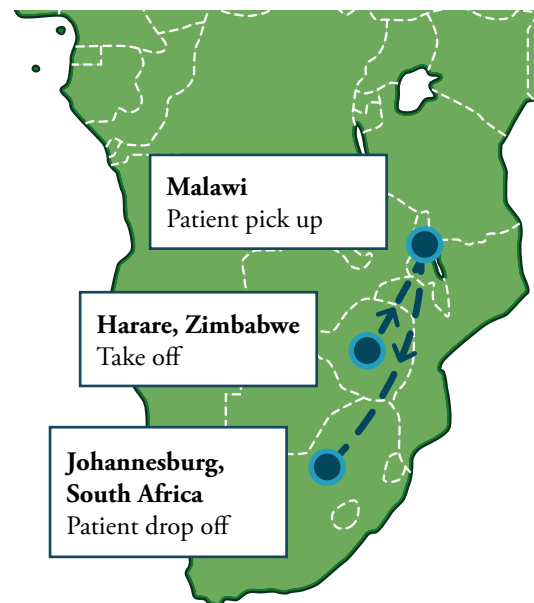 Malawi
Patient pick up
Harare, Zimbabwe
Take off
Johannesburg,
South Africa
Patient drop off